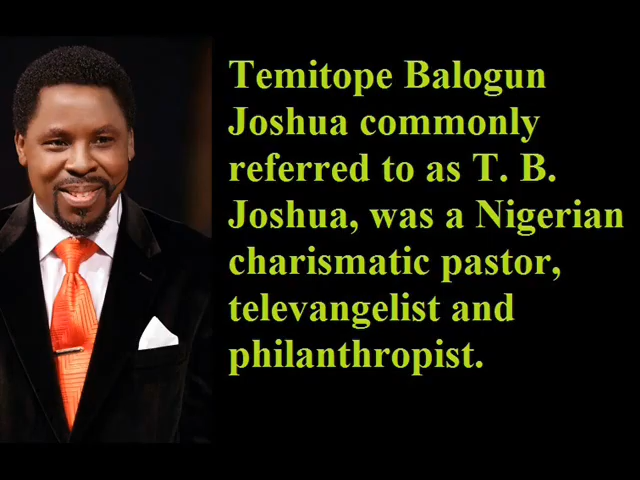 Temitope Balogun
Joshua commonly
referred to as T. B.
Joshua, was a Nigerian
charismatic pastor,
televangelist and
philanthropist.